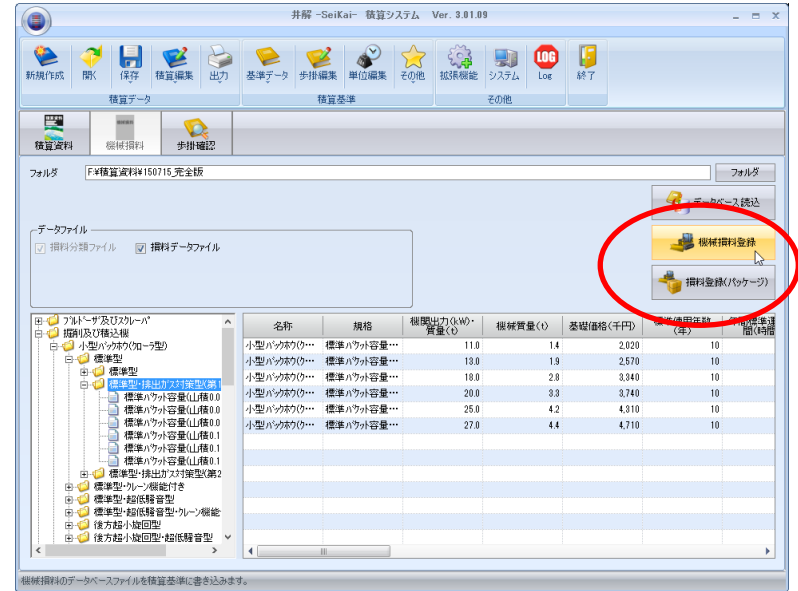 井解 -SeiKai- 積算システム Ver. 3.01.09
新規作成 開く 保存 積算編集 出力 基準データ 歩掛編集 単位編集 その他 拡張機能 システム Log 終了
積算データ 積算基準 その他
積算資料 機械損料 歩掛確認
フォルダ F:¥積算資料¥150715_完全版 フォルダ
データベース読込
データファイル
損料分類ファイル 損料データファイル
機械損料登録
損料登録(パッケージ)
ブルドーザ及びスクレーパ
掘削及び積込機
小型バックホウ(クローラ型)
標準型
標準型
標準型・排出ガス対策型(第1
標準バケット容量(山積0.0
標準バケット容量(山積0.0
標準バケット容量(山積0.0
標準バケット容量(山積0.1
標準バケット容量(山積0.1
標準バケット容量(山積0.1
標準型・排出ガス対策型(第2
標準型・クレーン機能付き
標準型・超低騒音型
標準型・超低騒音型・クレーン機能
後方超小旋回型
後方超小旋回型・超低騒音型
名称 規格 機関出力(kW)・質量(t) 機械質量(t) 基礎価格(千円) 標準使用年数(年)
小型バックホウ(ク… 標準バケット容量… 11.0 1.4 2,020 10
小型バックホウ(ク… 標準バケット容量… 13.0 1.9 2,570 10
小型バックホウ(ク… 標準バケット容量… 18.0 2.8 3,340 10
小型バックホウ(ク… 標準バケット容量… 20.0 3.3 3,740 10
小型バックホウ(ク… 標準バケット容量… 25.0 4.2 4,310 10
小型バックホウ(ク… 標準バケット容量… 27.0 4.4 4,710 10
機械損料のデータベースファイルを積算基準に書き込みます。